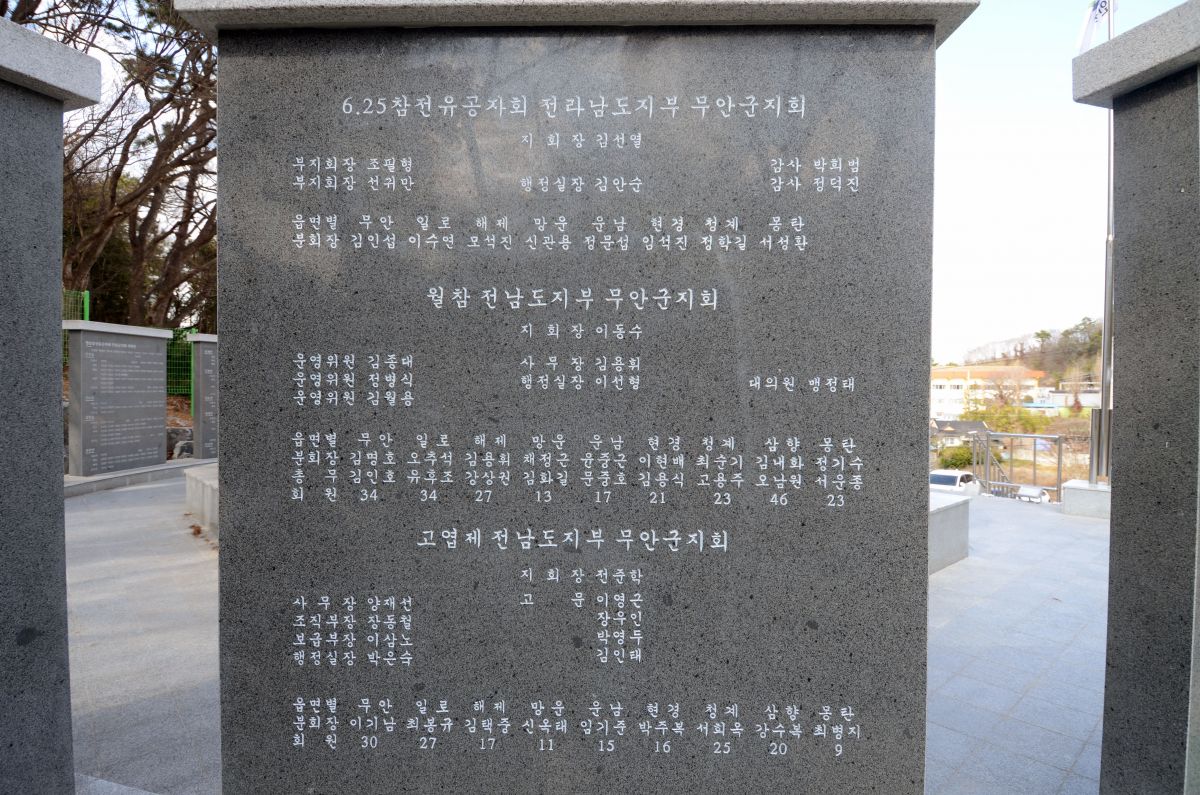 6.25참전유공자회 전라남도지부 무안군지회
지 회 장 김선열
부지회장 조필형 감사 박희범
부지회장 선귀만 행정실장 김안순 감사 정덕진
읍면별 무안 일로 해제 망운 운남 현경 청계 몽탄
분회장 김인섭 이수연 모석진 신관용 정문섭 임석진 정학길 서성환
월참 전남도지부 무안군지회
지 회 장 이동수
운영위원 김종대 사 무 장 김용휘
운영위원 정병식 행정실장 이선형 대의원 맹정태
운영위원 김월용
읍면별 무안 일로 해제 망운 운남 현경 청계 삼향 몽탄
분회장 김명호 오추석 김용휘 채정근 윤중근 이현배 최순기 김내화 정기수
총 무 김인호 유후조 강상권 김화길 문중호 김용식 고용주 오남원 서운종
회 원 34 34 27 13 17 21 23 46 23
고엽제 전남도지부 무안군지회
지 회 장 전준학
사 무 장 양재선 고 문 이영근
조직부장 장동철 장우인
보급부장 이삼노 박영두
행정실장 박은숙 김인태
읍면별 무안 일로 해제 망운 운남 현경 청계 삼향 몽탄
분회장 이기남 최봉규 김택중 신옥태 임기준 박주복 서희옥 강수복 최병지
회 원 30 27 17 11 15 16 25 20 9